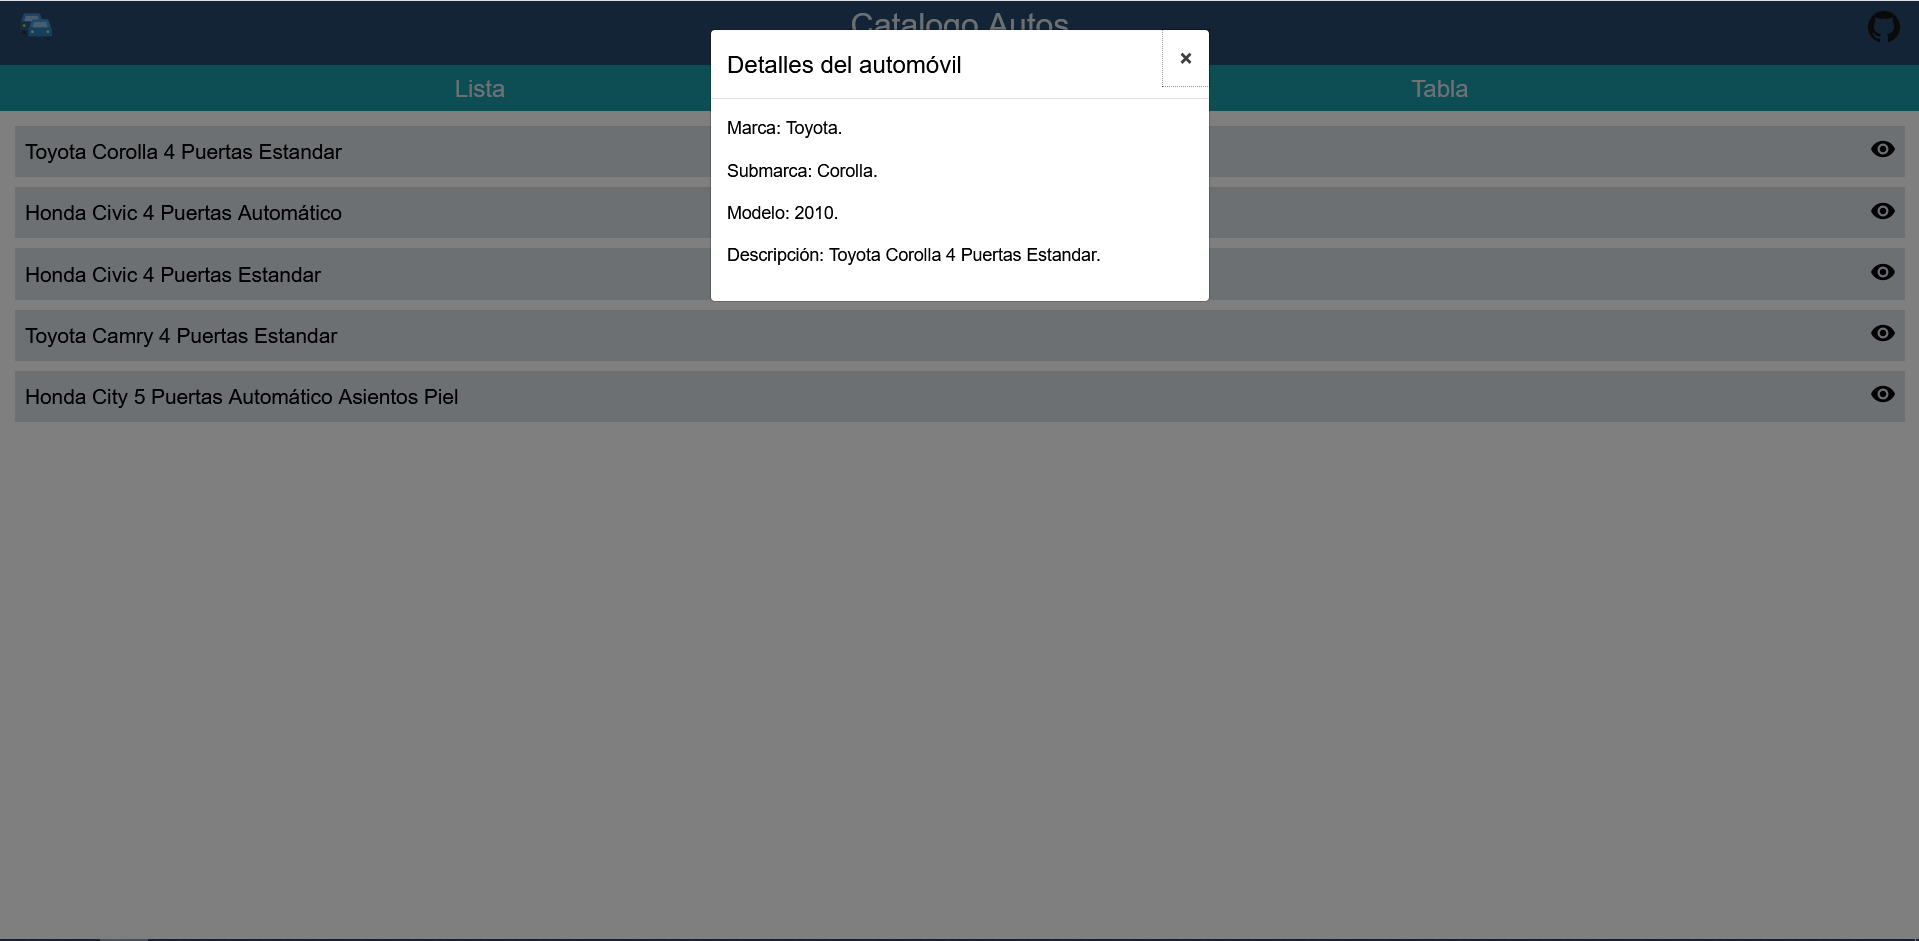 Catalogo Autos
Detalles del automóvil
×
Lista
Tabla
Marca: Toyota.
Submarca: Corolla.
Modelo: 2010.
Descripción: Toyota Corolla 4 Puertas Estandar.
Toyota Corolla 4 Puertas Estandar
Honda Civic 4 Puertas Automático
Honda Civic 4 Puertas Estandar
Toyota Camry 4 Puertas Estandar
Honda City 5 Puertas Automático Asientos Piel